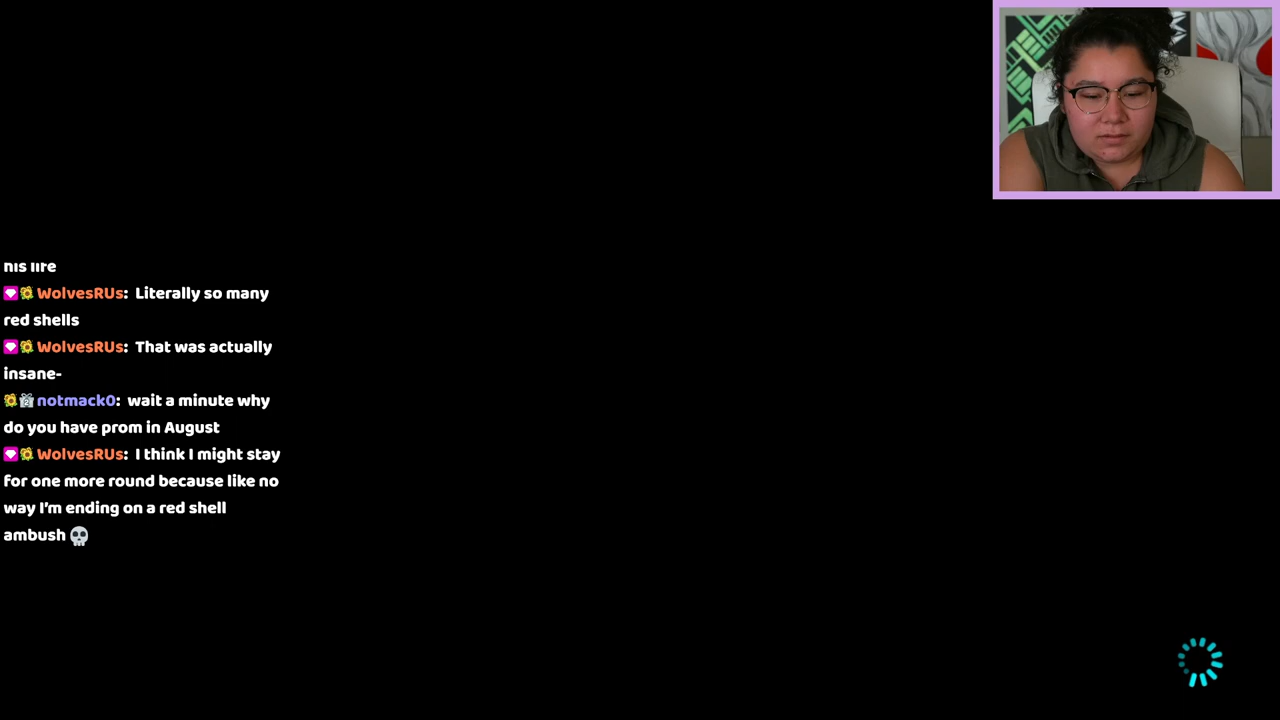 his life
WolvesRUs: Literally so many
red shells
WolvesRUs: That was actually
insane-
notmack0: wait a minute why
do you have prom in August
WolvesRUs: I think I might stay
for one more round because like no
way I'm ending on a red shell
ambush 💀